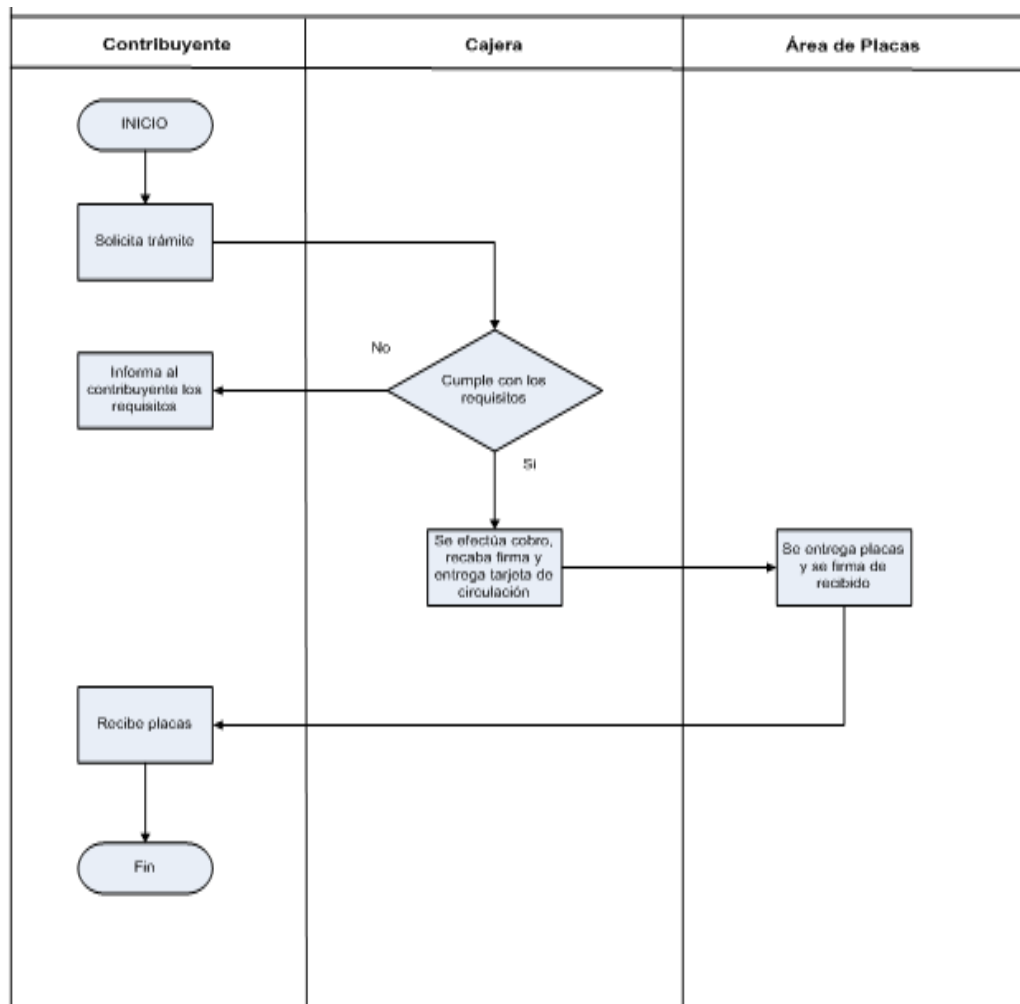 Contribuyente
Cajera
Área de Placas
INICIO
Solicita trámite
No
Informa al
contribuyente los
requisitos
Cumple con los
requisitos
Si
Se efectúa cobro,
recaba firma y
entrega tarjeta de
circulación
Se entrega placas
y se firma de
recibido
Recibe placas
Fin